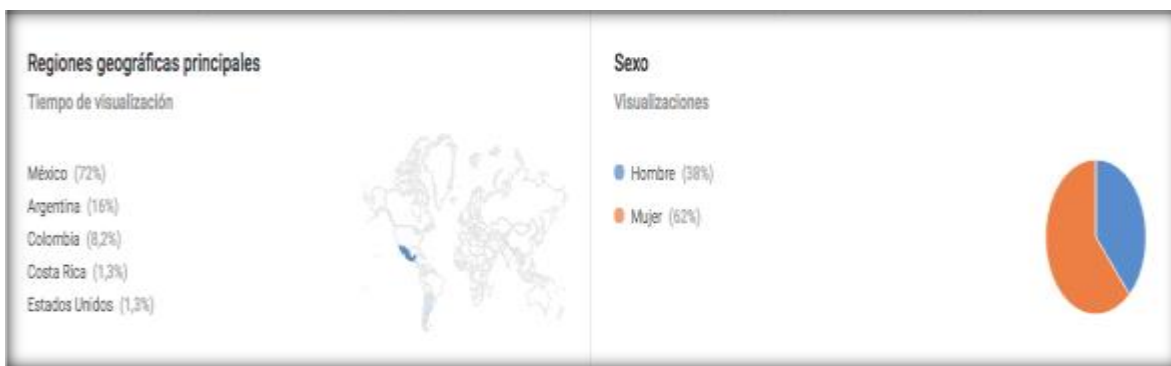 Regiones geográficas principales
Tiempo de visualización
México (72%)
Argentina (16%)
Colombia (8,2%)
Costa Rica (1,3%)
Estados Unidos (1,3%)
Sexo
Visualizaciones
Hombre (38%)
Mujer (62%)